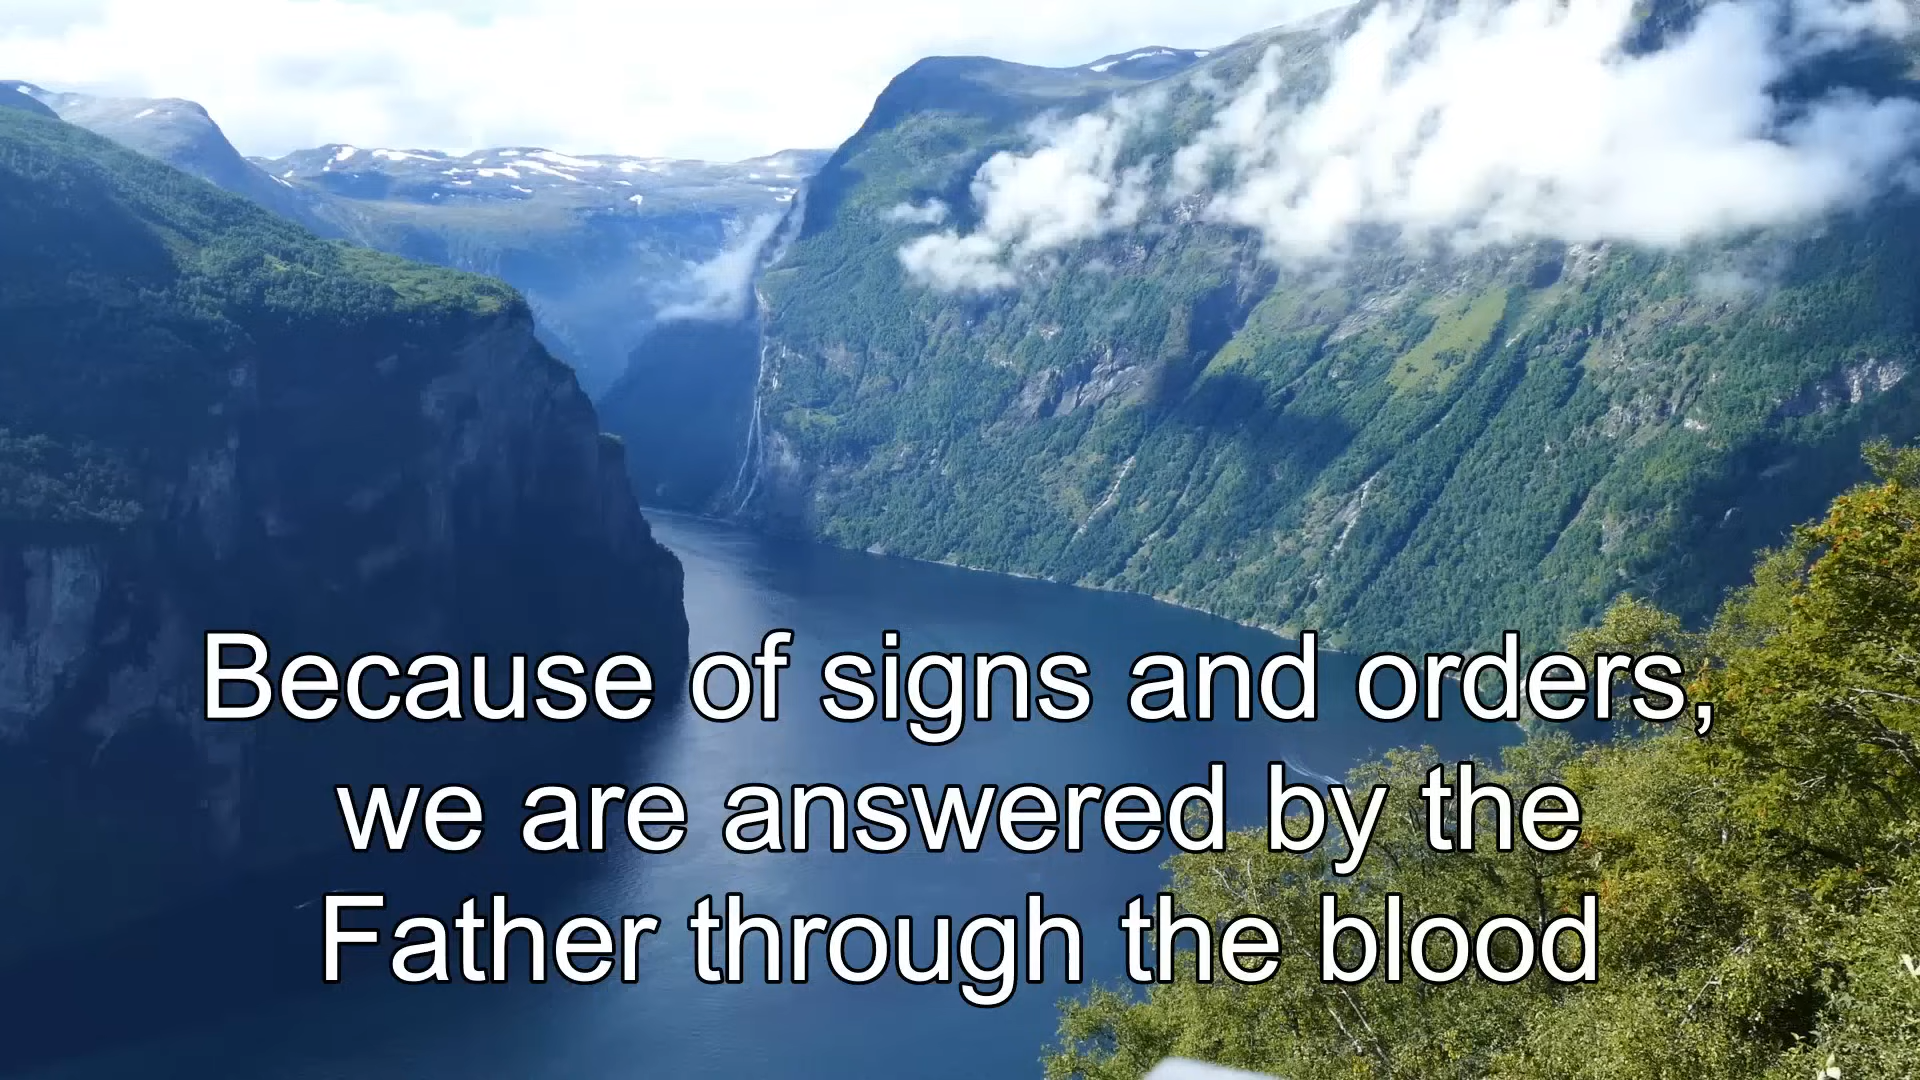 Because of signs and orders,
we are answered by the
Father through the blood